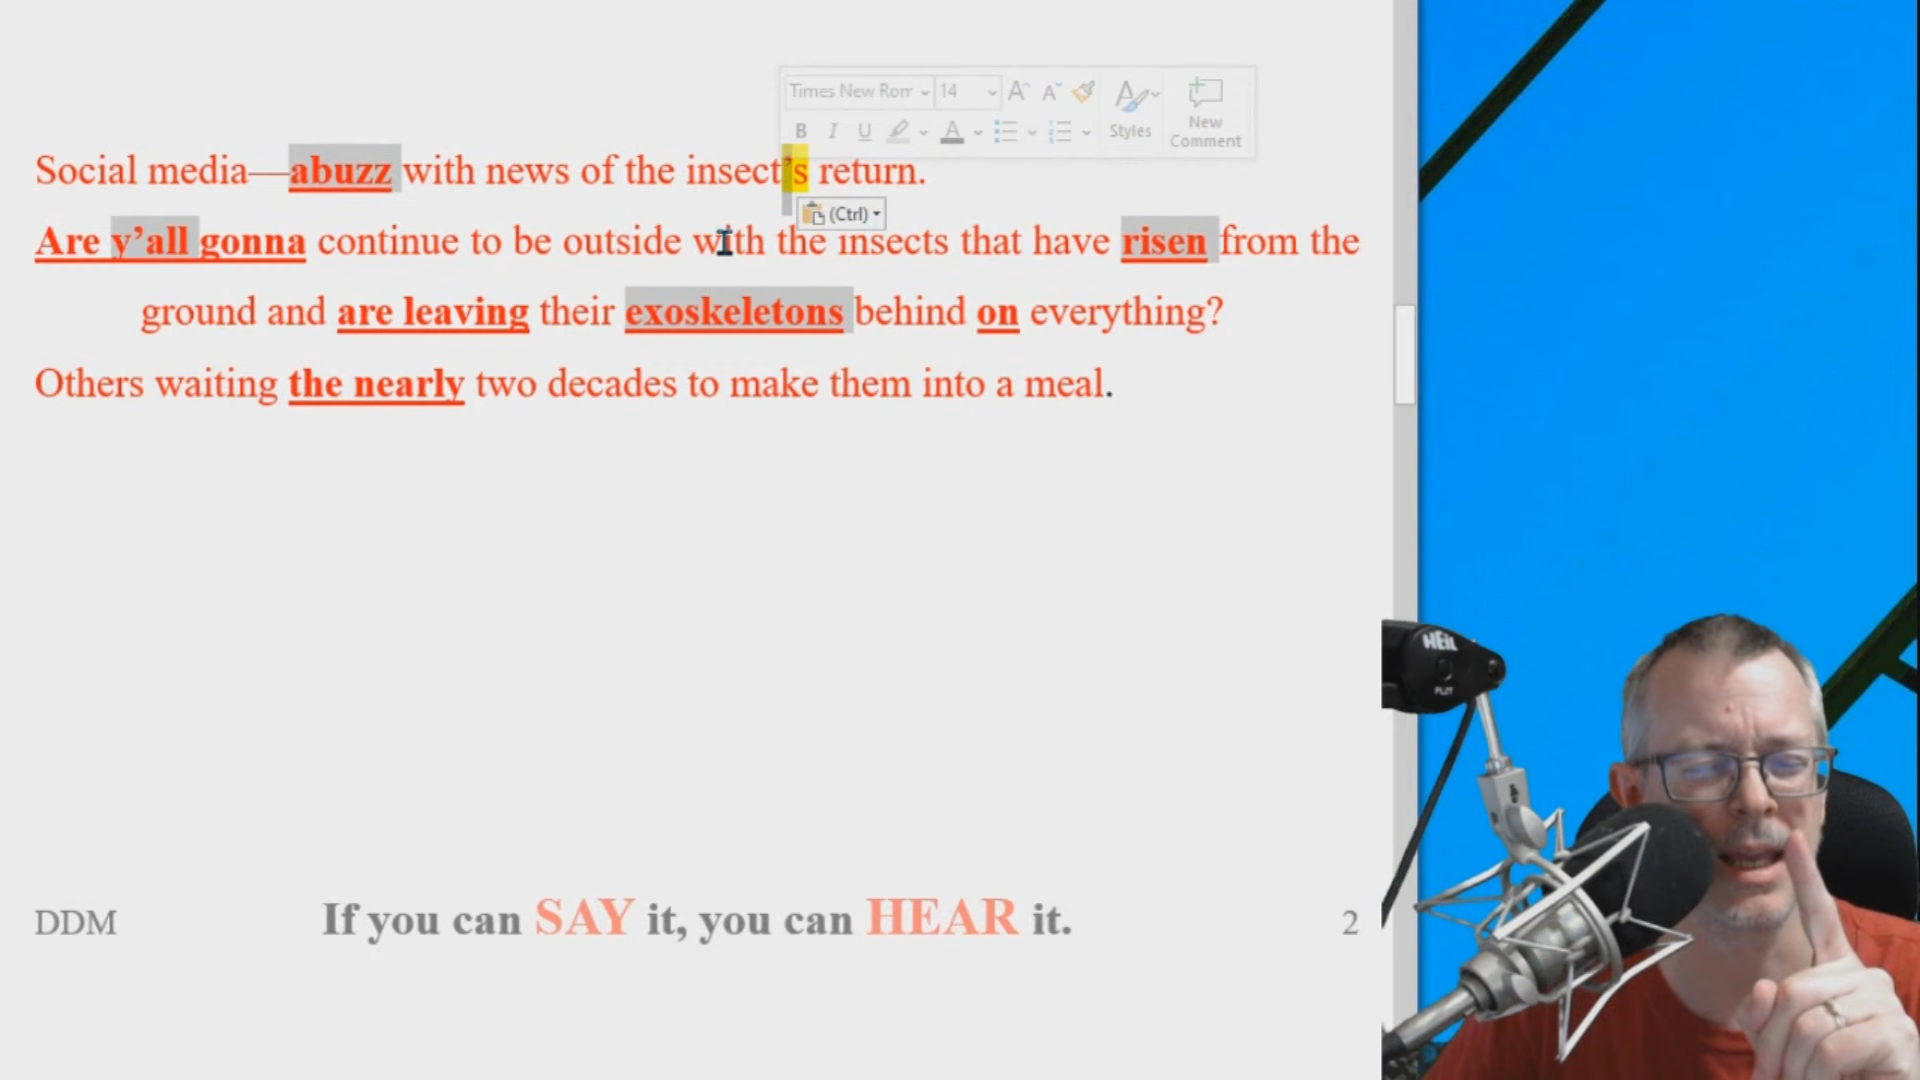 Times New Rom 14
B I U Styles New
Comment
Social media—abuzz with news of the insect’s return.
(Ctrl)
Are y’all gonna continue to be outside with the insects that have risen from the
ground and are leaving their exoskeletons behind on everything?
Others waiting the nearly two decades to make them into a meal.
HEiL
DDM If you can SAY it, you can HEAR it. 2